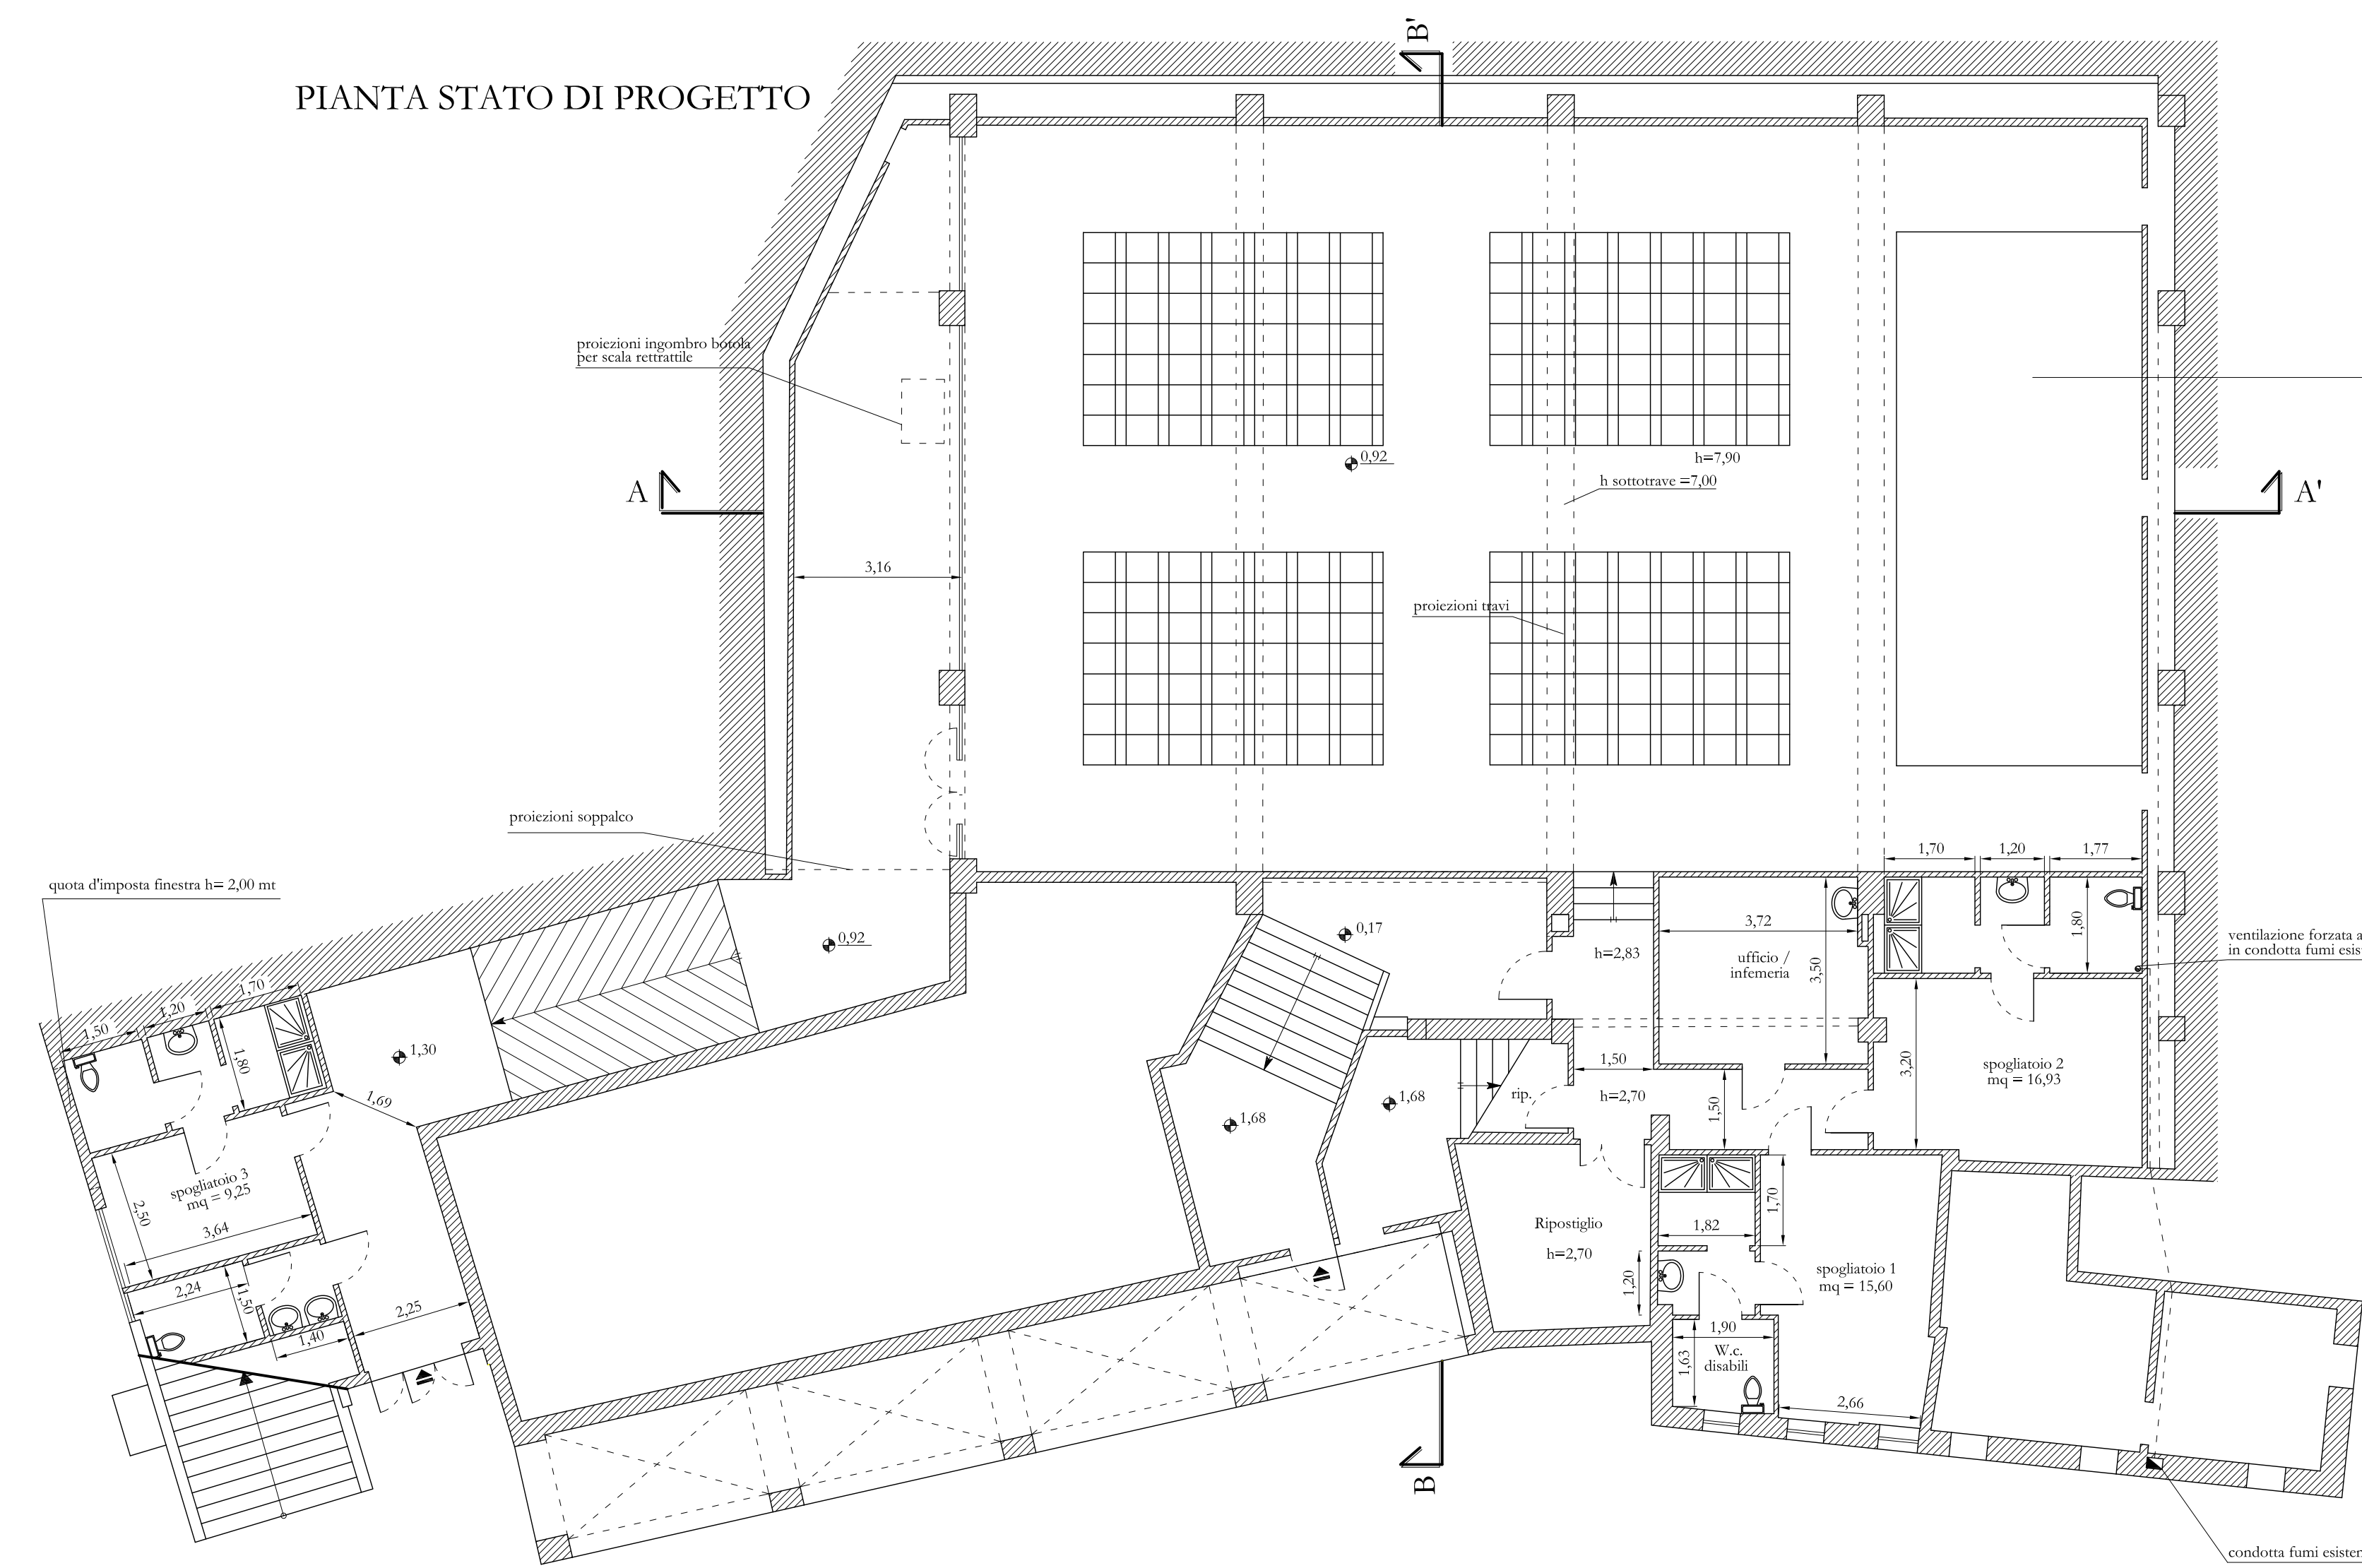 B'
PIANTA STATO DI PROGETTO
proiezioni ingombro botola
per scala retrattile
0,92
h=7,90
h sottotrave =7,00
A
A'
3,16
proiezioni travi
proiezioni soppalco
1,70
1,20
1,77
quota d'imposta finestra h= 2,00 mt
0,92
0,17
3,72
1,80
h=2,83
ufficio /
infemeria
3,50
ventilazione forzata a
in condotta fumi esis
1,70
1,20
1,50
1,80
1,30
1,69
1,50
3,20
spogliatoio 2
mq = 16,93
1,68
1,68
rip.
h=2,70
1,50
spogliatoio 3
mq = 9,25
2,50
3,64
1,70
Ripostiglio
1,82
h=2,70
spogliatoio 1
mq = 15,60
1,20
2,24
1,50
2,25
1,40
1,90
W.c.
disabili
1,63
2,66
B
condotta fumi esisten